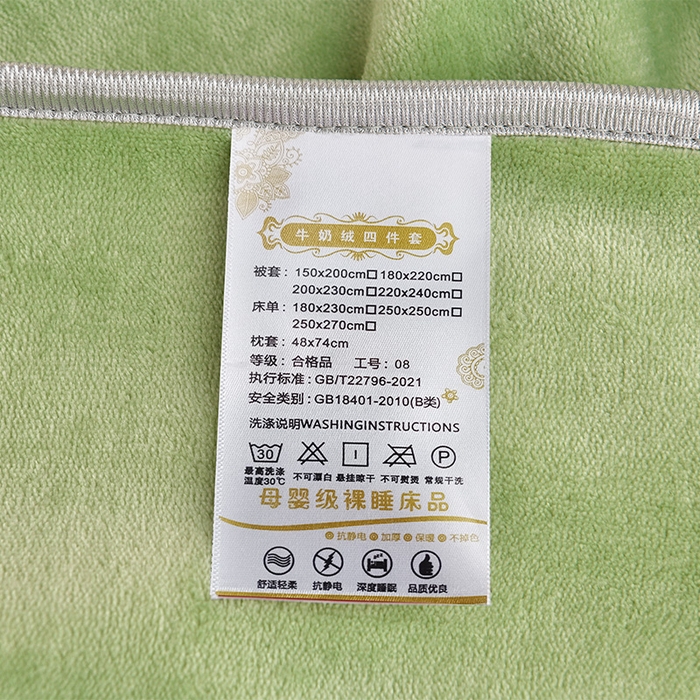 牛奶绒四件套
被套：150x200cm□ 180x220cm□
200x230cm□ 220x240cm□
床单：180x230cm□ 250x250cm□
250x270cm□
枕套：48x74cm
等级：合格品 工号：08
执行标准：GB/T22796-2021
安全类别：GB18401-2010(B类)
洗涤说明WASHINGINSTRUCTIONS
30 P
最高洗涤温度30℃ 不可漂白 悬挂晾干 不可熨烫 常规干洗
母婴级裸睡床品
抗静电 加厚 保暖 不掉色
舒适轻柔 抗静电 深度睡眠 品质优良